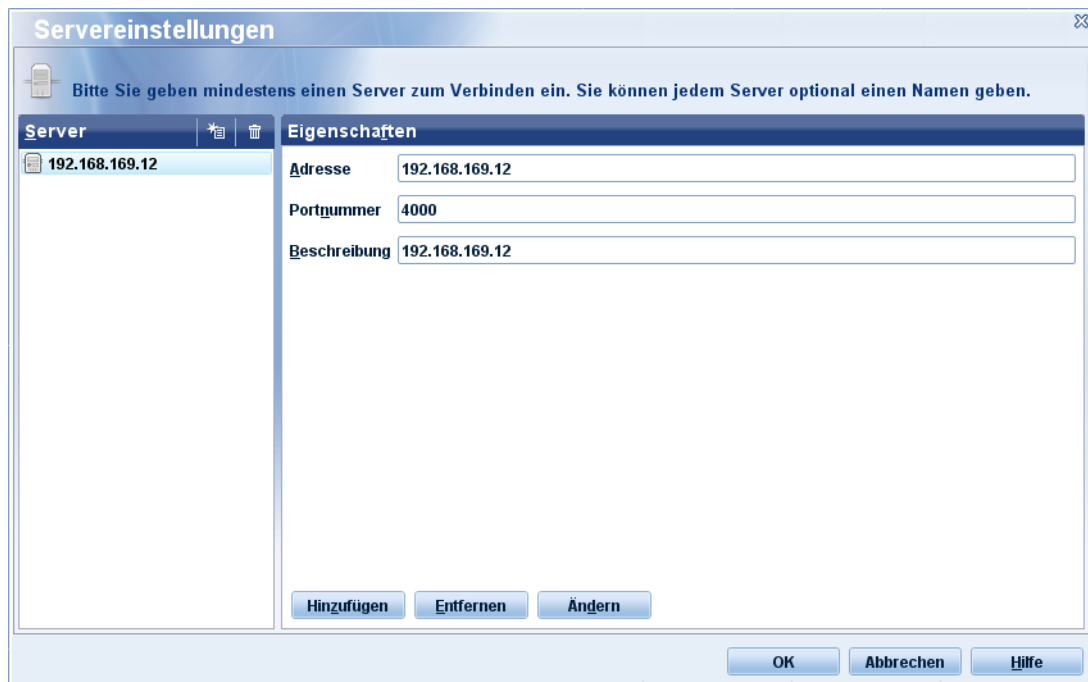 Servereinstellungen
Bitte Sie geben mindestens einen Server zum Verbinden ein. Sie können jedem Server optional einen Namen geben.
Server
192.168.169.12
Eigenschaften
Adresse 192.168.169.12
Portnummer 4000
Beschreibung 192.168.169.12
Hinzufügen Entfernen Ändern
OK Abbrechen Hilfe